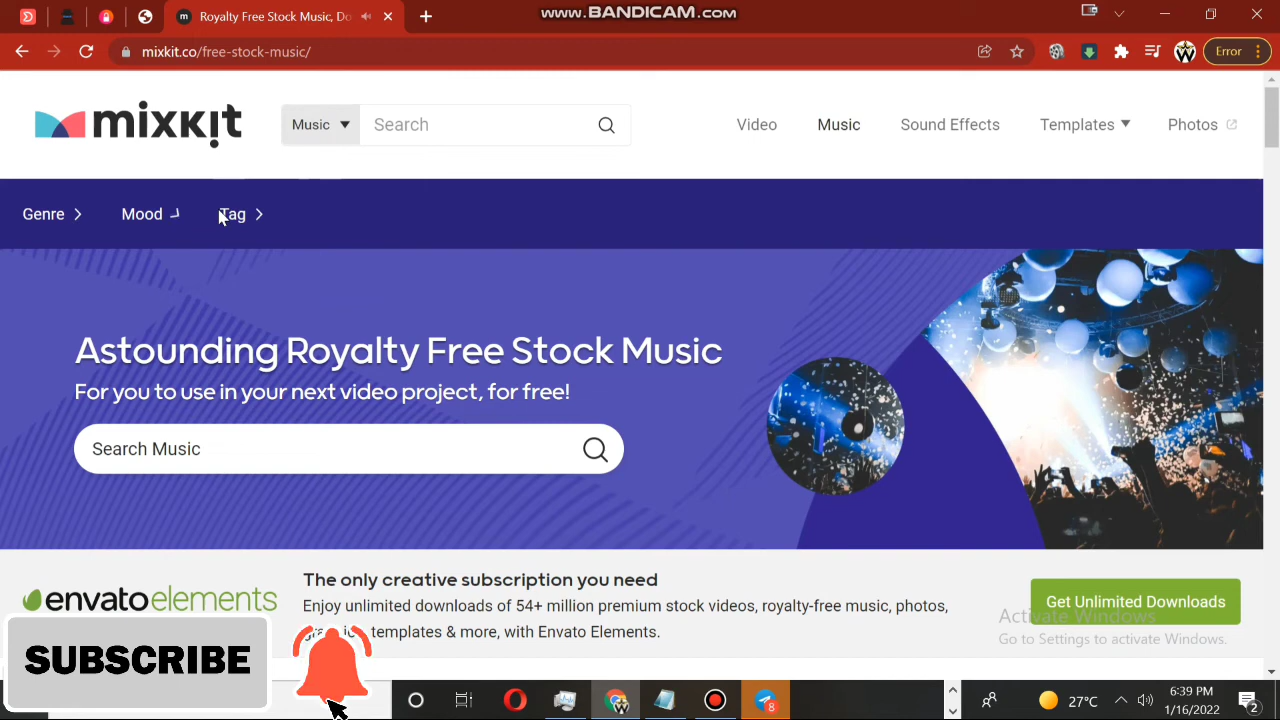 www.BANDICAM.com
Royalty Free Stock Music, Do
mixkit.co/free-stock-music/
Error
mixkit
Music
Search
Video
Music
Sound Effects
Templates
Photos
Genre
Mood
Tag
Astounding Royalty Free Stock Music
For you to use in your next video project, for free!
Search Music
envatoelements
The only creative subscription you need
Enjoy unlimited downloads of 54+ million premium stock videos, royalty-free music, photos,
templates & more, with Envato Elements.
Get Unlimited Downloads
Activate Windows
Go to Settings to activate Windows.
SUBSCRIBE
8
27°C
6:39 PM
1/16/2022
2